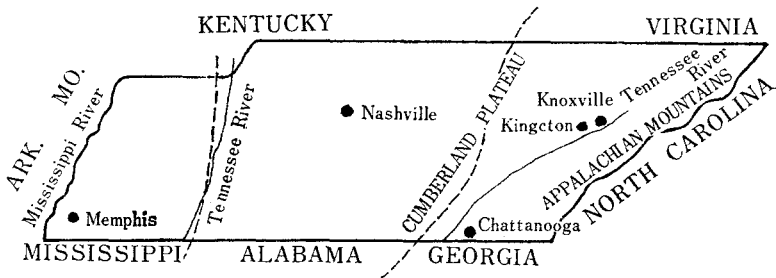 KENTUCKY
VIRGINIA
MO.
ARK.
Mississippi River
Tennessee River
Nashville
CUMBERLAND PLATEAU
Knoxville
Kingcton
Tennessee River
APPALACHIAN MOUNTAINS
NORTH CAROLINA
Memphis
Chattanooga
MISSISSIPPI
ALABAMA
GEORGIA